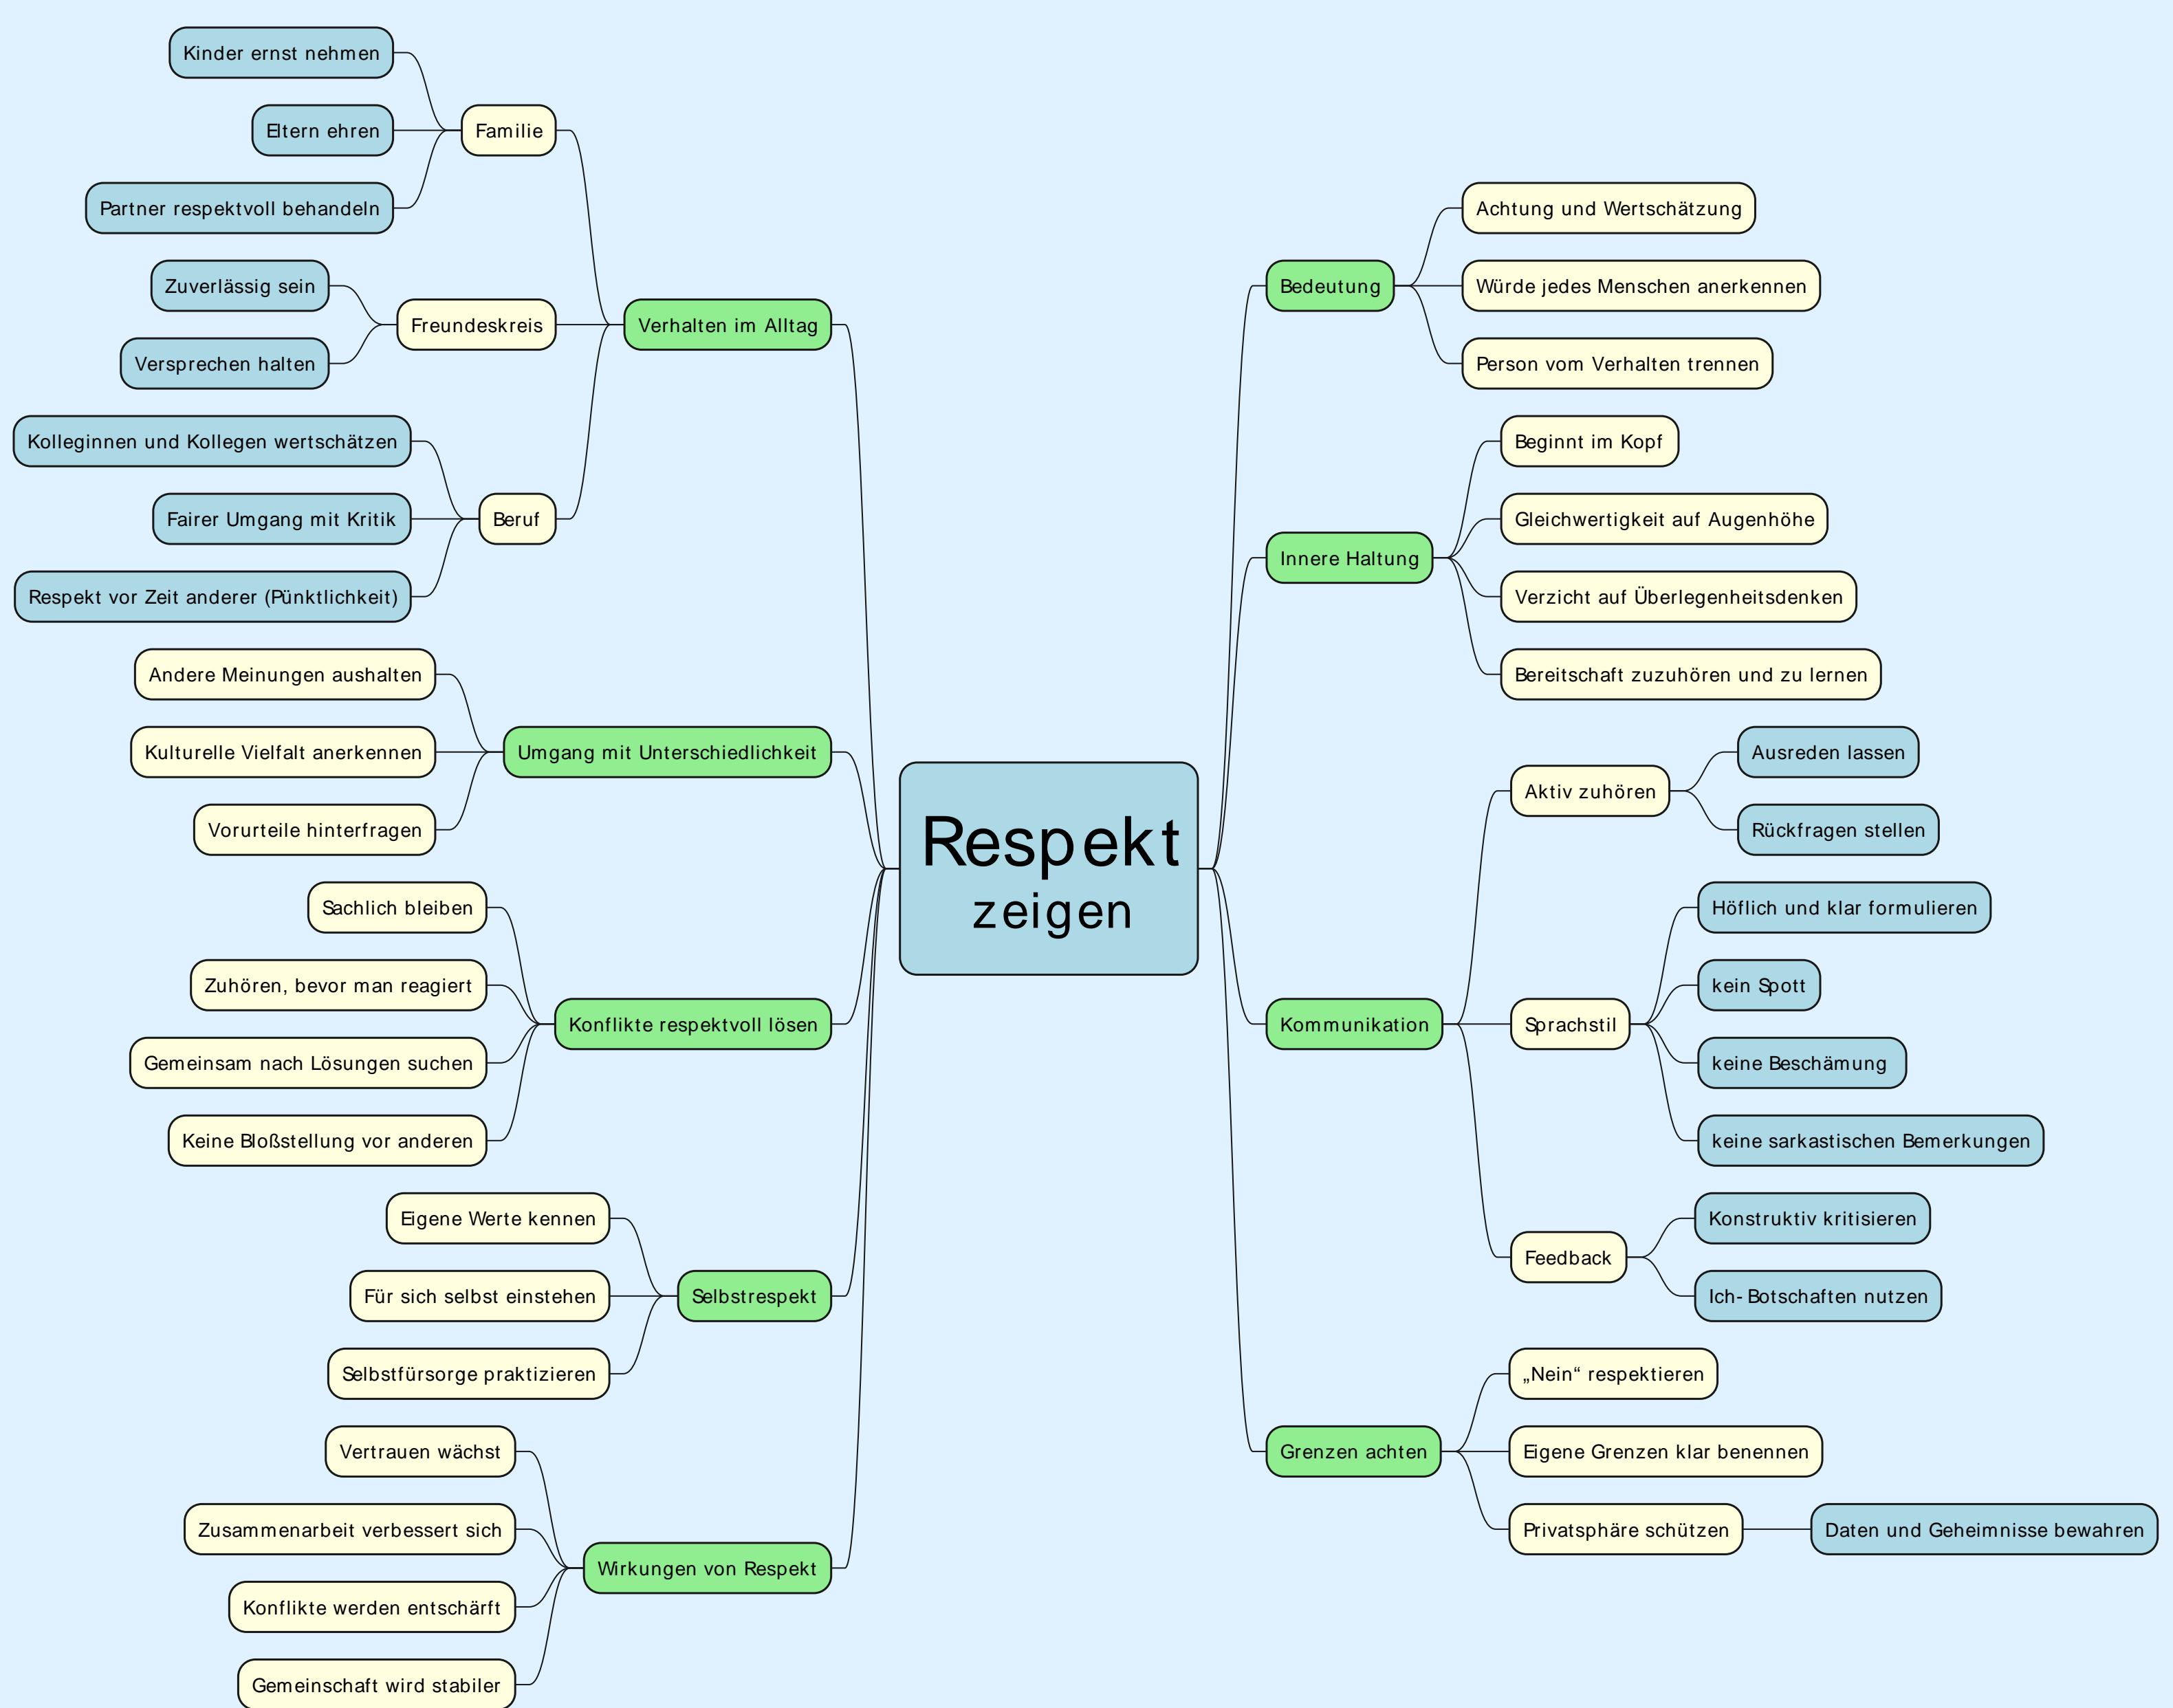 Respekt
zeigen
Bedeutung
Achtung und Wertschätzung
Würde jedes Menschen anerkennen
Person vom Verhalten trennen
Innere Haltung
Beginnt im Kopf
Gleichwertigkeit auf Augenhöhe
Verzicht auf Überlegenheitsdenken
Bereitschaft zuzuhören und zu lernen
Kommunikation
Aktiv zuhören
Ausreden lassen
Rückfragen stellen
Sprachstil
Höflich und klar formulieren
kein Spott
keine Beschämung
keine sarkastischen Bemerkungen
Feedback
Konstruktiv kritisieren
Ich-Botschaften nutzen
Grenzen achten
„Nein“ respektieren
Eigene Grenzen klar benennen
Privatsphäre schützen
Daten und Geheimnisse bewahren
Verhalten im Alltag
Familie
Kinder ernst nehmen
Eltern ehren
Partner respektvoll behandeln
Freundeskreis
Zuverlässig sein
Versprechen halten
Beruf
Kolleginnen und Kollegen wertschätzen
Fairer Umgang mit Kritik
Respekt vor Zeit anderer (Pünktlichkeit)
Umgang mit Unterschiedlichkeit
Andere Meinungen aushalten
Kulturelle Vielfalt anerkennen
Vorurteile hinterfragen
Konflikte respektvoll lösen
Sachlich bleiben
Zuhören, bevor man reagiert
Gemeinsam nach Lösungen suchen
Keine Bloßstellung vor anderen
Selbstrespekt
Eigene Werte kennen
Für sich selbst einstehen
Selbstfürsorge praktizieren
Wirkungen von Respekt
Vertrauen wächst
Zusammenarbeit verbessert sich
Konflikte werden entschärft
Gemeinschaft wird stabiler